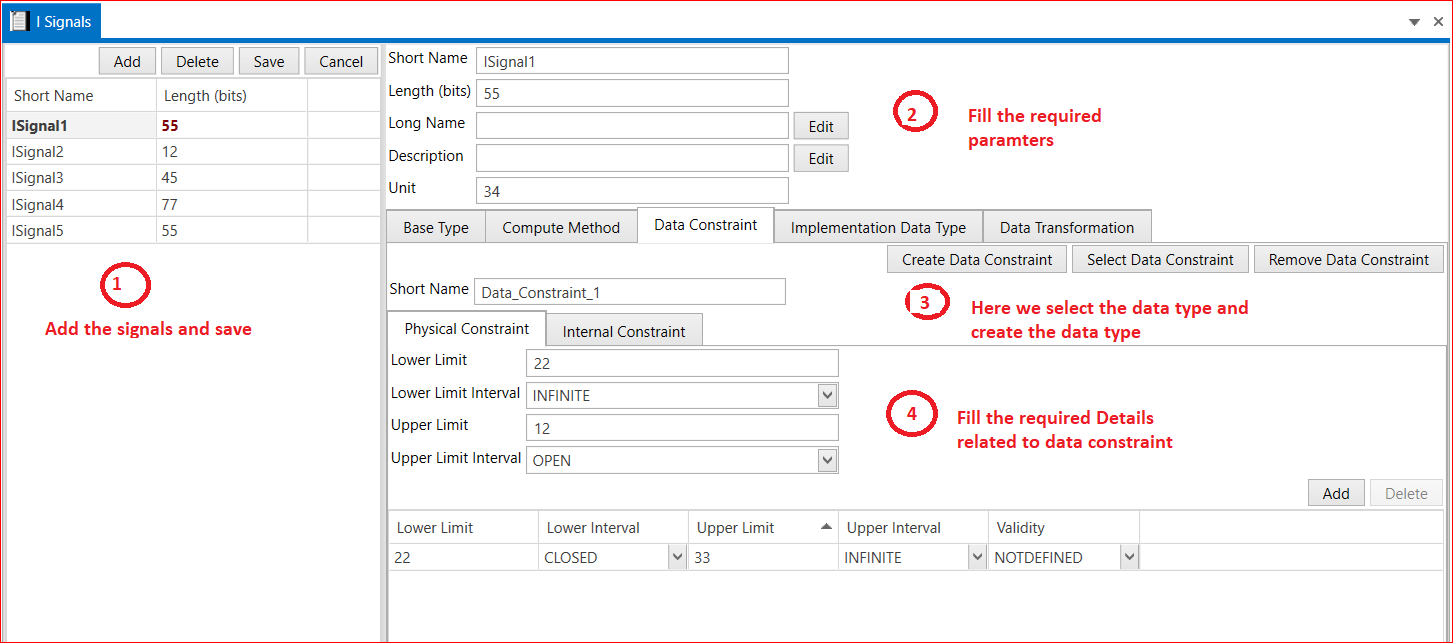 I Signals
Add Delete Save Cancel
Short Name Length (bits)
ISignal1 55
ISignal2 12
ISignal3 45
ISignal4 77
ISignal5 55
1
Add the signals and save
Short Name ISignal1
Length (bits) 55
Long Name Edit
Description Edit
Unit 34
2
Fill the required
paramters
Base Type Compute Method Data Constraint Implementation Data Type Data Transformation
Create Data Constraint Select Data Constraint Remove Data Constraint
Short Name Data_Constraint_1
3
Here we select the data type and
create the data type
Physical Constraint Internal Constraint
Lower Limit 22
Lower Limit Interval INFINITE
Upper Limit 12
Upper Limit Interval OPEN
4
Fill the required Details
related to data constraint
Add Delete
Lower Limit Lower Interval Upper Limit Upper Interval Validity
22 CLOSED 33 INFINITE NOTDEFINED